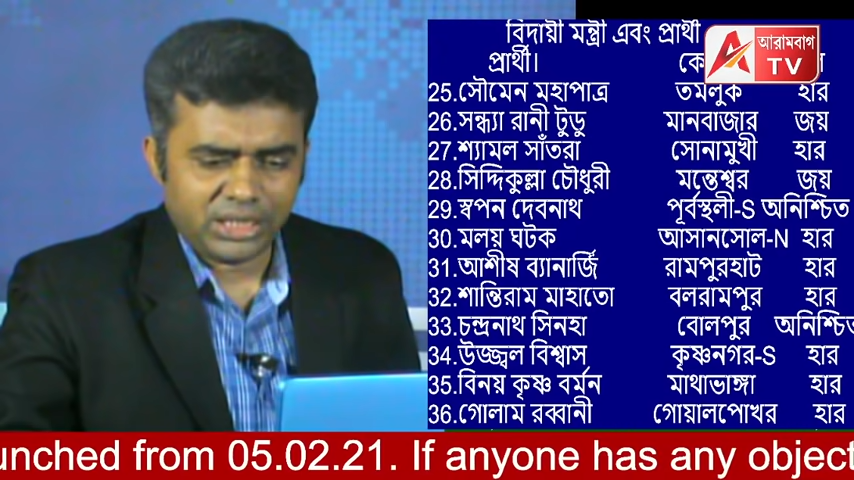 বিদায়ী মন্ত্রী এবং প্রার্থী
প্রার্থী।
আরামবাগ
TV
25.সৌমেন মহাপাত্র তমলুক হার
26.সন্ধ্যা রানী টুডু মানবাজার জয়
27.শ্যামল সাঁতরা সোনামুখী হার
28.সিদ্দিকুল্লা চৌধুরী মন্তেশ্বর জয়
29.স্বপন দেবনাথ পূর্বস্থলী-S অনিশ্চিত
30.মলয় ঘটক আসানসোল-N হার
31.আশীষ ব্যানার্জি রামপুরহাট হার
32.শান্তিরাম মাহাতো বলরামপুর হার
33.চন্দ্রনাথ সিনহা বোলপুর অনিশ্চিত
34.উজ্জ্বল বিশ্বাস কৃষ্ণনগর-S হার
35.বিনয় কৃষ্ণ বর্মন মাথাভাঙ্গা হার
36.গোলাম রব্বানী গোয়ালপোখর হার
unched from 05.02.21. If anyone has any object